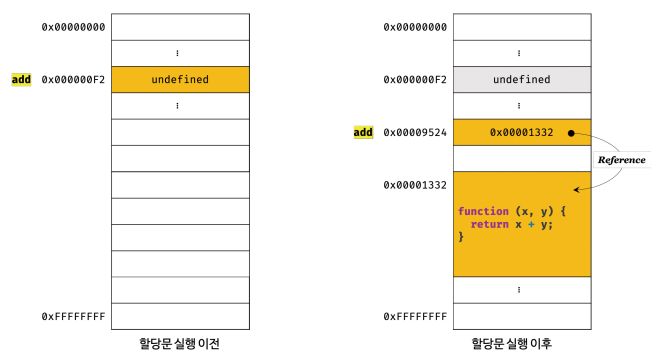 0x00000000
⋮
add 0x000000F2 undefined
⋮
0xFFFFFFFF
할당문 실행 이전
0x00000000
⋮
0x000000F2 undefined
⋮
add 0x00009524 0x00001332
Reference
0x00001332
function (x, y) {
return x + y;
}
⋮
0xFFFFFFFF
할당문 실행 이후